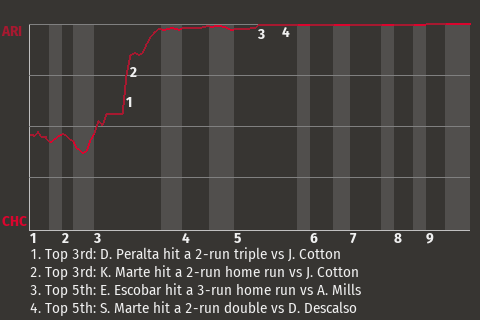 ARI
3 4
2
1
CHC
1 2 3 4 5 6 7 8 9
1. Top 3rd: D. Peralta hit a 2-run triple vs J. Cotton
2. Top 3rd: K. Marte hit a 2-run home run vs J. Cotton
3. Top 5th: E. Escobar hit a 3-run home run vs A. Mills
4. Top 5th: S. Marte hit a 2-run double vs D. Descalso